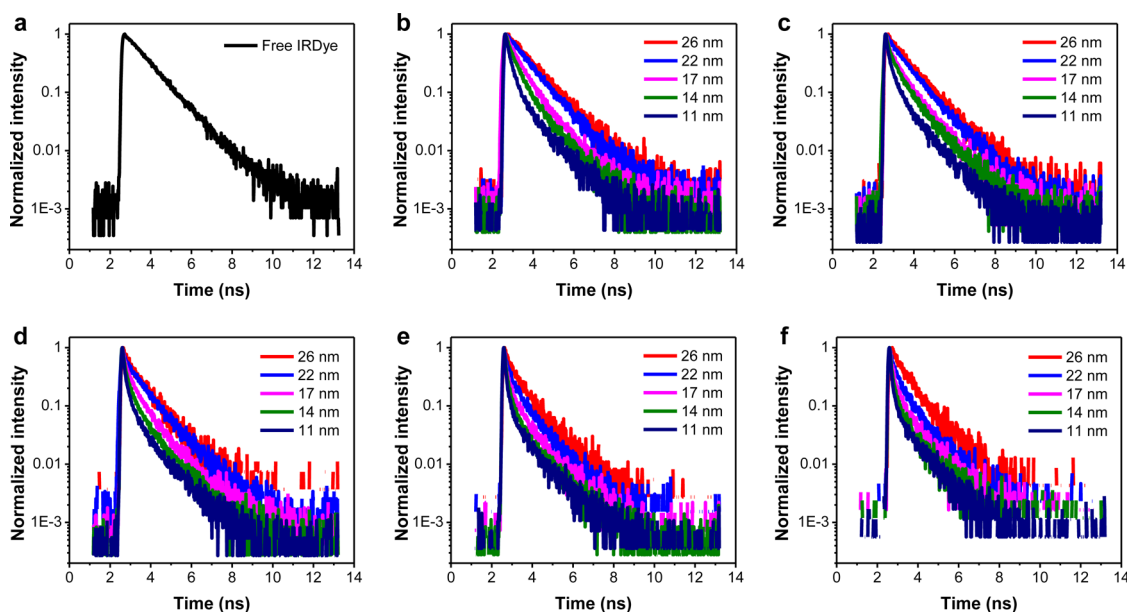 a
Normalized intensity
1
0.1
0.01
1E-3
Free IRDye
0 2 4 6 8 10 12 14
Time (ns)
b
Normalized intensity
1
0.1
0.01
1E-3
26 nm
22 nm
17 nm
14 nm
11 nm
0 2 4 6 8 10 12 14
Time (ns)
c
Normalized intensity
1
0.1
0.01
1E-3
26 nm
22 nm
17 nm
14 nm
11 nm
0 2 4 6 8 10 12 14
Time (ns)
d
Normalized intensity
1
0.1
0.01
1E-3
26 nm
22 nm
17 nm
14 nm
11 nm
0 2 4 6 8 10 12 14
Time (ns)
e
Normalized intensity
1
0.1
0.01
1E-3
26 nm
22 nm
17 nm
14 nm
11 nm
0 2 4 6 8 10 12 14
Time (ns)
f
Normalized intensity
1
0.1
0.01
1E-3
26 nm
22 nm
17 nm
14 nm
11 nm
0 2 4 6 8 10 12 14
Time (ns)